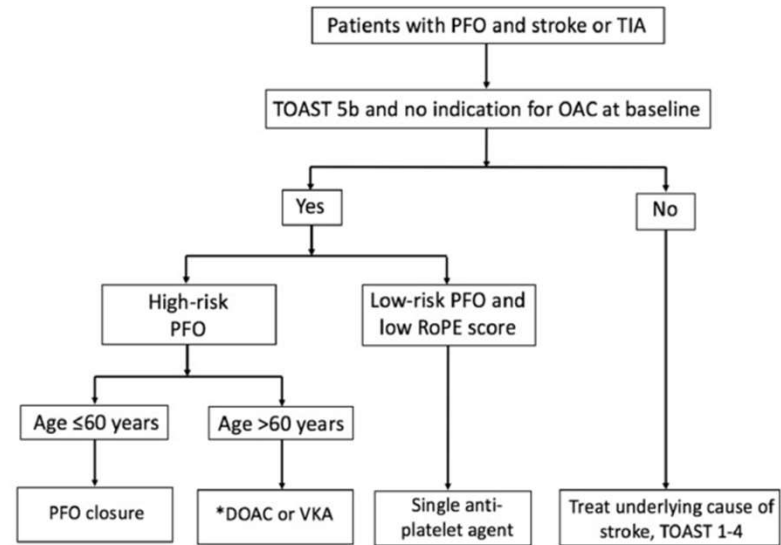 Patients with PFO and stroke or TIA
TOAST 5b and no indication for OAC at baseline
Yes
No
High-risk
PFO
Low-risk PFO and
low RoPE score
Age ≤60 years
Age >60 years
PFO closure
*DOAC or VKA
Single anti-
platelet agent
Treat underlying cause of
stroke, TOAST 1-4